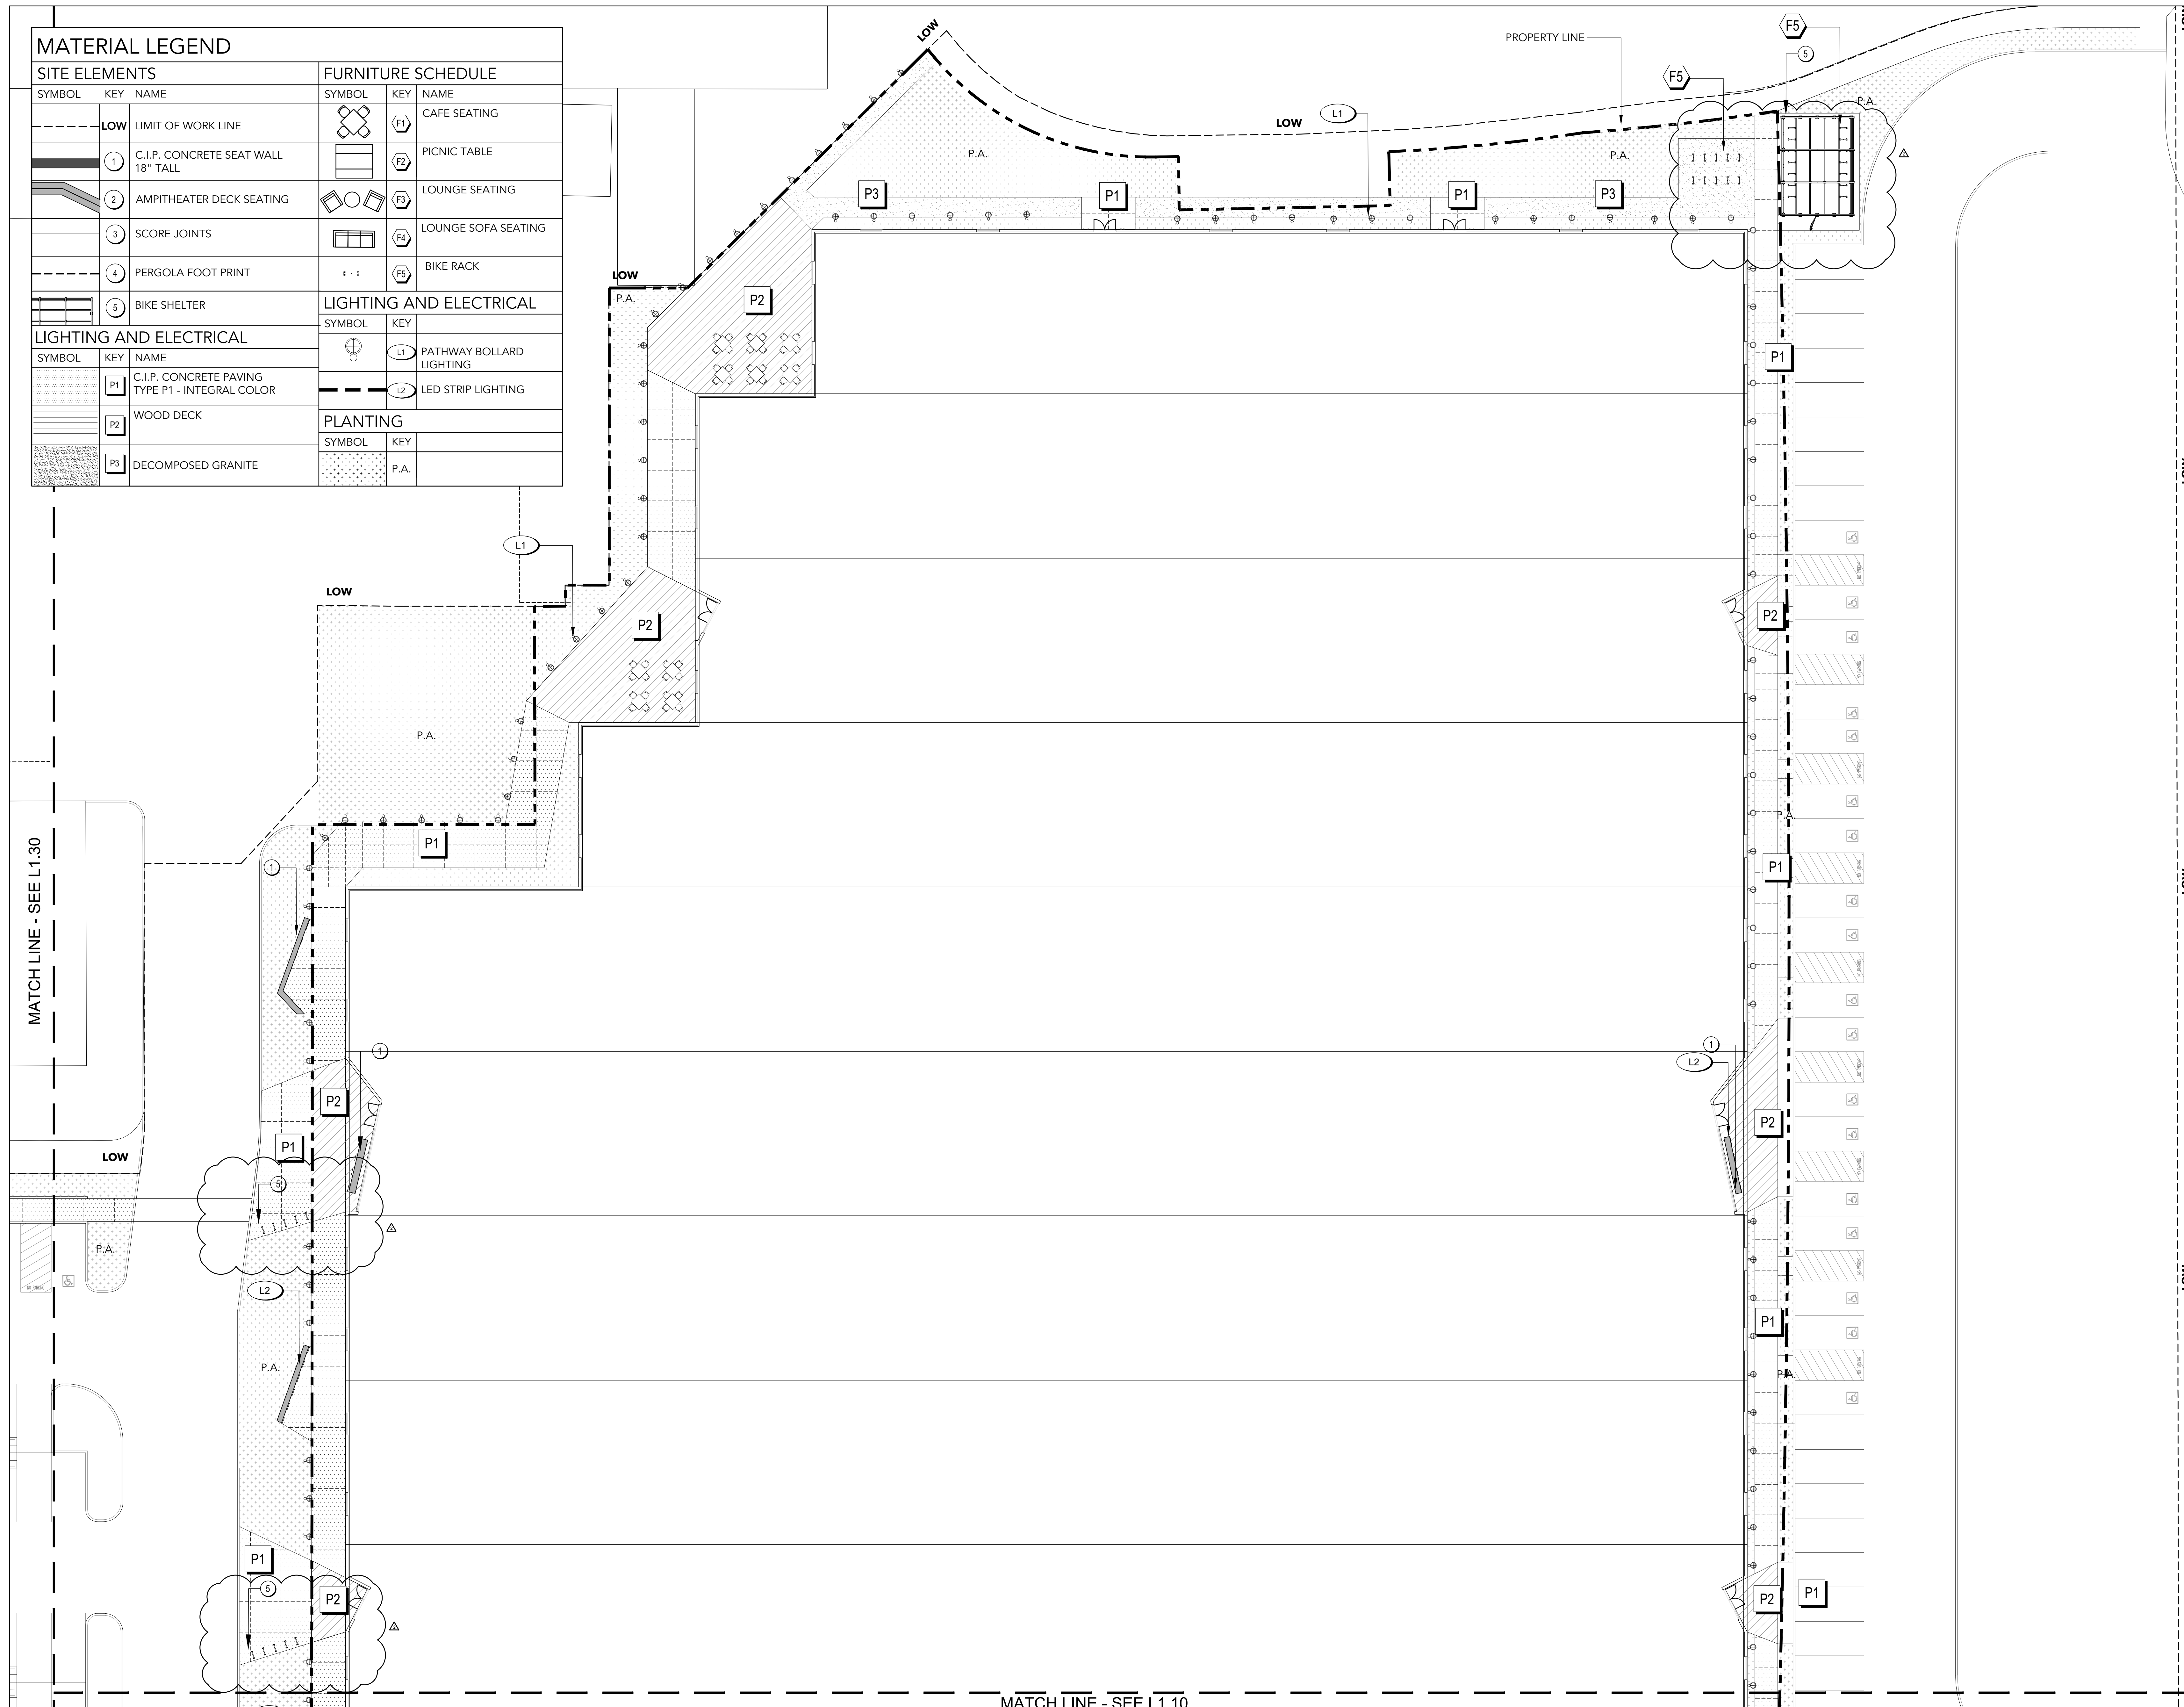 MATERIAL LEGEND
SITE ELEMENTS
SYMBOL KEY NAME
LOW LIMIT OF WORK LINE
1 C.I.P. CONCRETE SEAT WALL
18" TALL
2 AMPITHEATER DECK SEATING
3 SCORE JOINTS
4 PERGOLA FOOT PRINT
5 BIKE SHELTER
LIGHTING AND ELECTRICAL
SYMBOL KEY NAME
P1 C.I.P. CONCRETE PAVING
TYPE P1 - INTEGRAL COLOR
P2 WOOD DECK
P3 DECOMPOSED GRANITE
FURNITURE SCHEDULE
SYMBOL KEY NAME
F1 CAFE SEATING
F2 PICNIC TABLE
F3 LOUNGE SEATING
F4 LOUNGE SOFA SEATING
F5 BIKE RACK
LIGHTING AND ELECTRICAL
SYMBOL KEY
L1 PATHWAY BOLLARD
LIGHTING
L2 LED STRIP LIGHTING
PLANTING
SYMBOL KEY
P.A.
LOW
PROPERTY LINE
F5
5
F5
P.A.
L1
LOW
P.A.
P.A.
P3
P1
P1
P3
LOW
P.A.
P2
P1
L1
LOW
P2
P2
P.A.
P.A.
P1
P1
1
MATCH LINE - SEE L1.30
1
1
L2
P2
P2
P1
LOW
5
P.A.
L2
P1
P.A.
P.A.
P1
5
P2
P2
P1
MATCH LINE - SEE L1.10